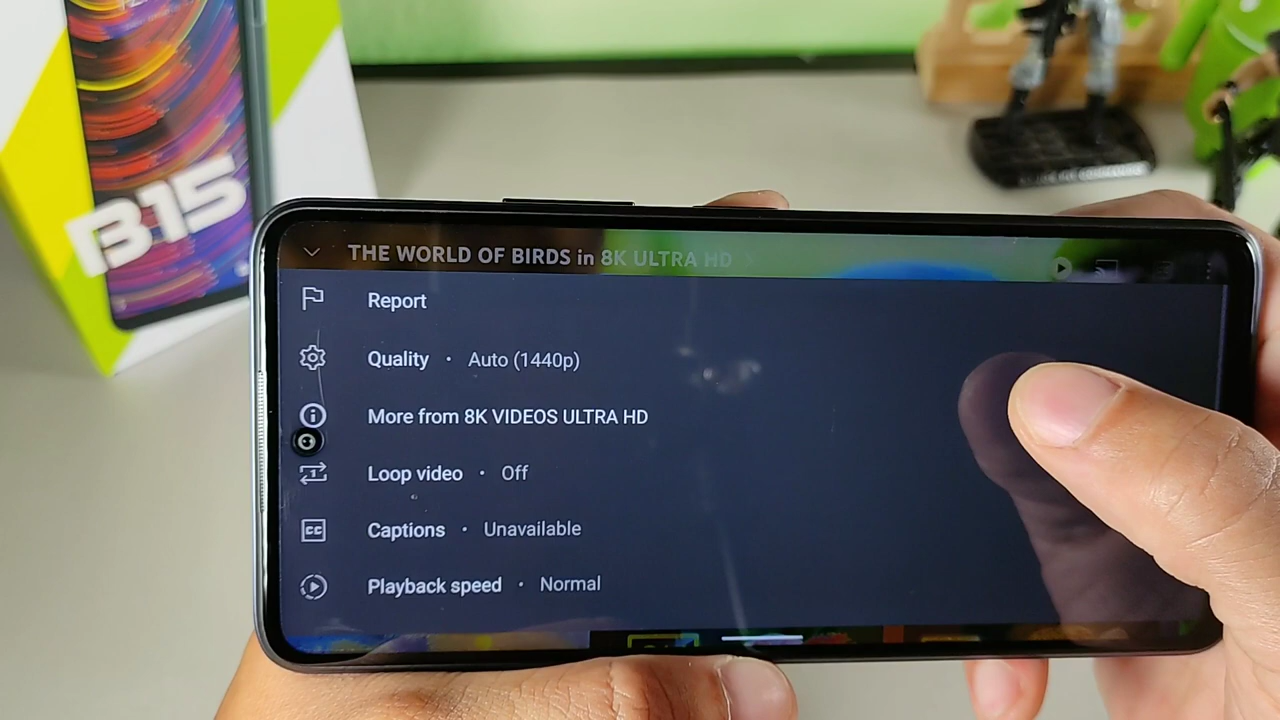 B15
THE WORLD OF BIRDS in 8K ULTRA HD
Report
Quality • Auto (1440p)
More from 8K VIDEOS ULTRA HD
Loop video • Off
Captions • Unavailable
CC
Playback speed • Normal